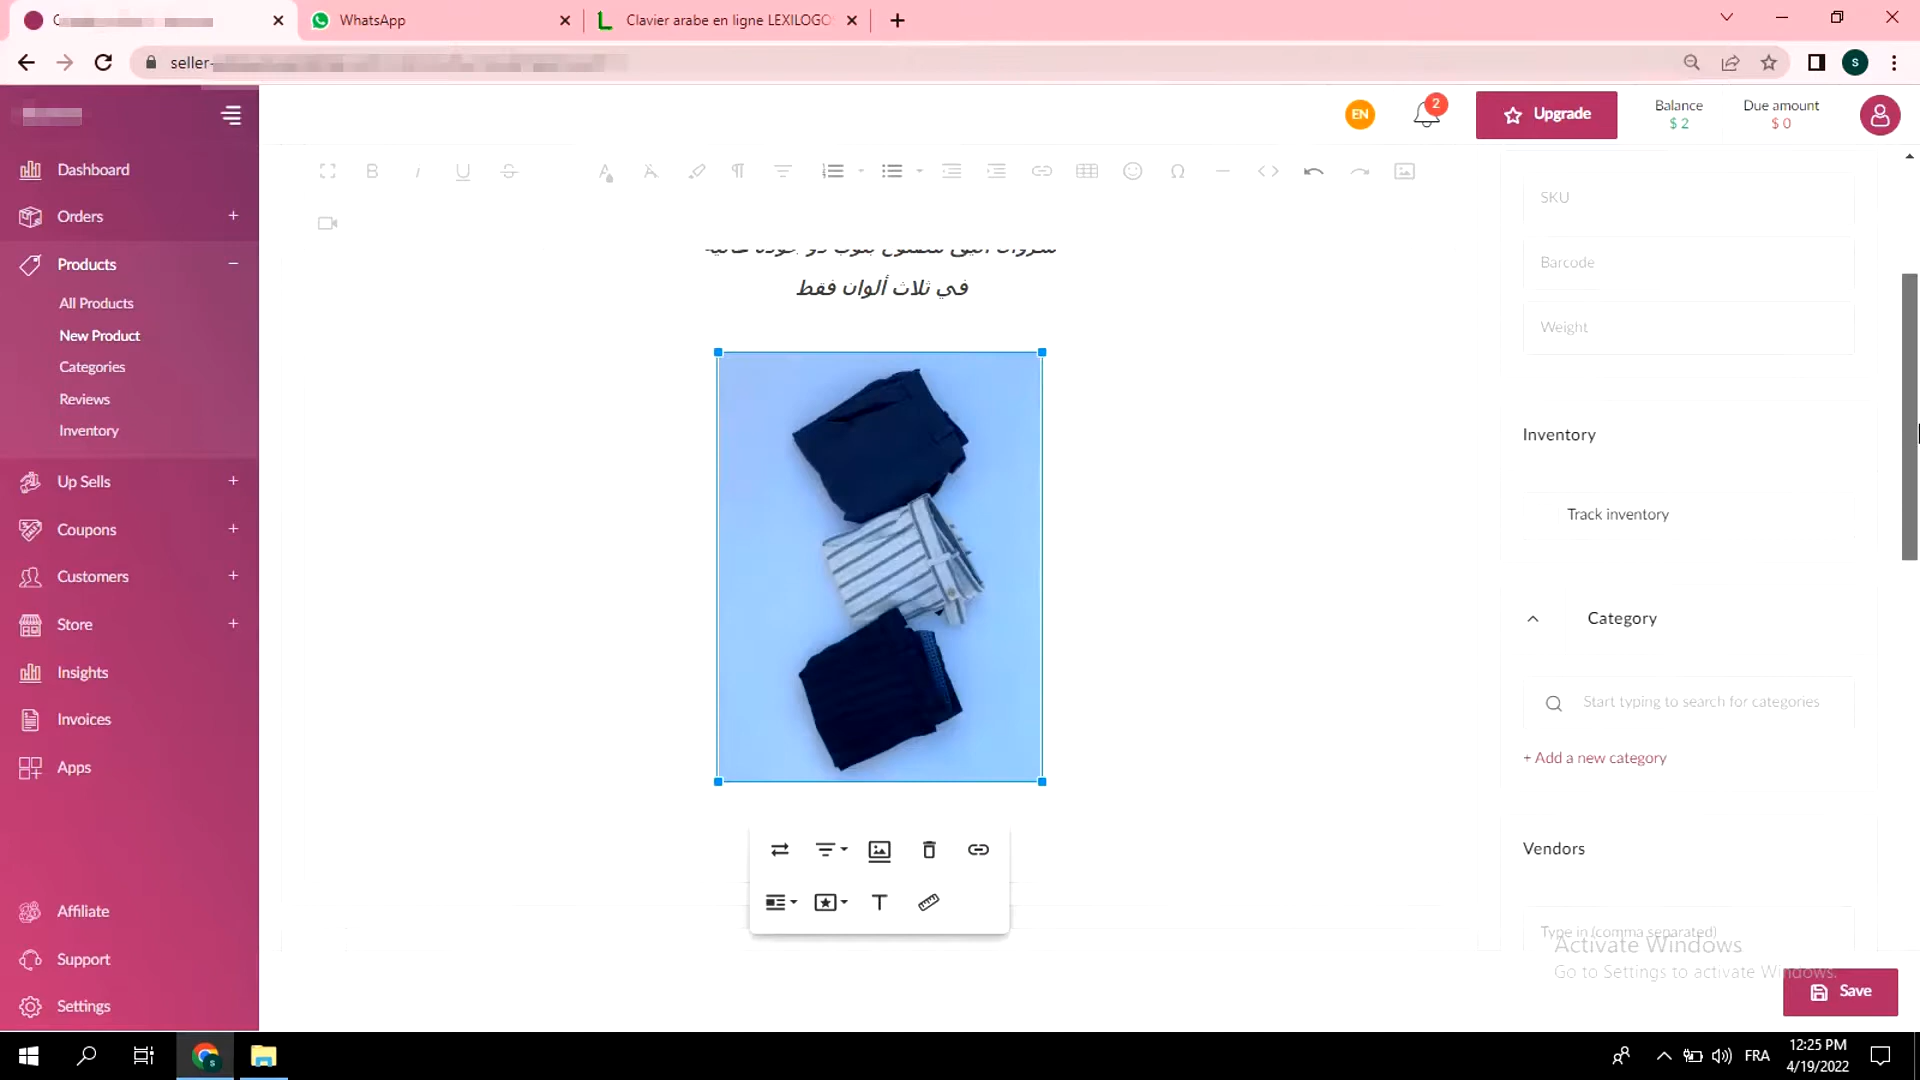 WhatsApp
Clavier arabe en ligne LEXILOGO
seller-
EN
2
Upgrade
Balance
$ 2
Due amount
$ 0
Dashboard
Orders
Products
All Products
New Product
Categories
Reviews
Inventory
Up Sells
Coupons
Customers
Store
Insights
Invoices
Apps
Affiliate
Support
Settings
في ثلاث ألوان فقط
SKU
Barcode
Weight
Inventory
Track inventory
Category
Start typing to search for categories
+ Add a new category
Vendors
Type in (comma separated)
Activate Windows
Go to Settings to activate Windows.
Save
FRA
12:25 PM
4/19/2022